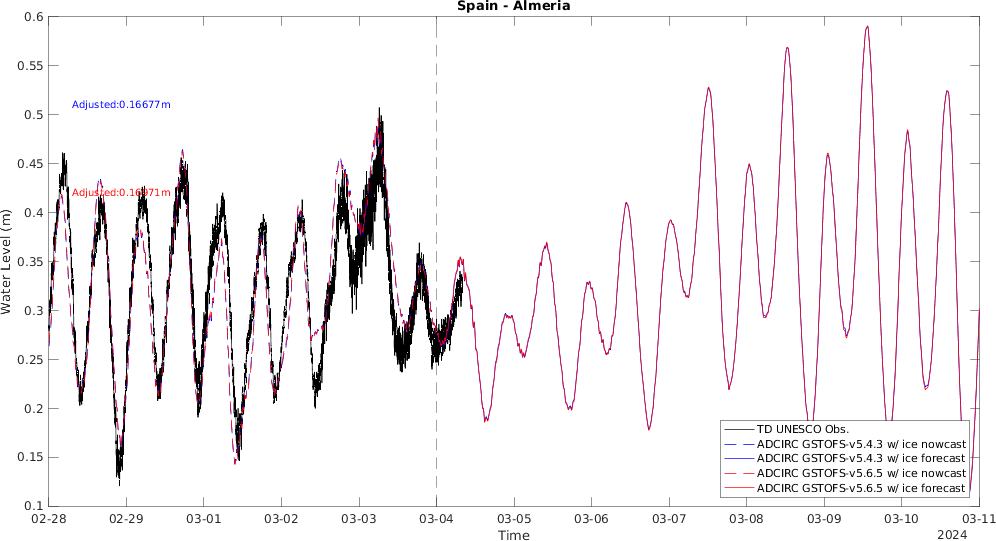 Spain - Almeria
0.6
0.55
0.5
0.45
0.4
0.35
0.3
0.25
0.2
0.15
0.1
Water Level (m)
Adjusted:0.16677m
Adjusted:0.16971m
TD UNESCO Obs.
ADCIRC GSTOFS-v5.4.3 w/ ice nowcast
ADCIRC GSTOFS-v5.4.3 w/ ice forecast
ADCIRC GSTOFS-v5.6.5 w/ ice nowcast
ADCIRC GSTOFS-v5.6.5 w/ ice forecast
02-28 02-29 03-01 03-02 03-03 03-04 03-05 03-06 03-07 03-08 03-09 03-10 03-11
Time
2024